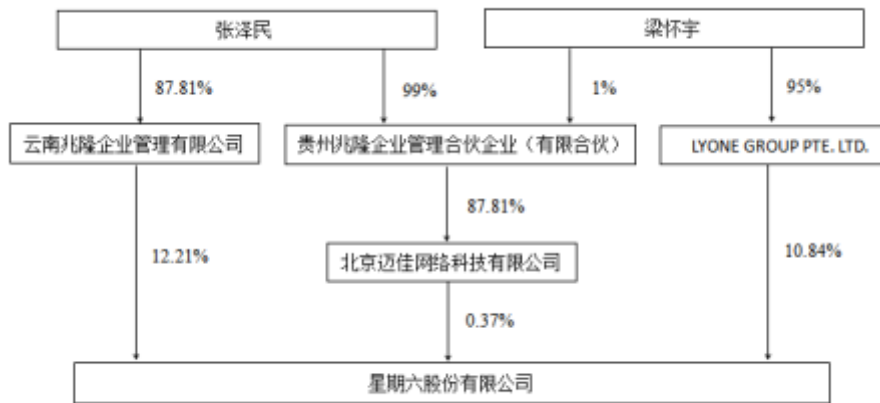 张泽民
梁怀宇
87.81%
99%
1%
95%
云南兆隆企业管理有限公司
贵州兆隆企业管理合伙企业（有限合伙）
LYONE GROUP PTE. LTD.
87.81%
12.21%
10.84%
北京迈佳网络科技有限公司
0.37%
星期六股份有限公司